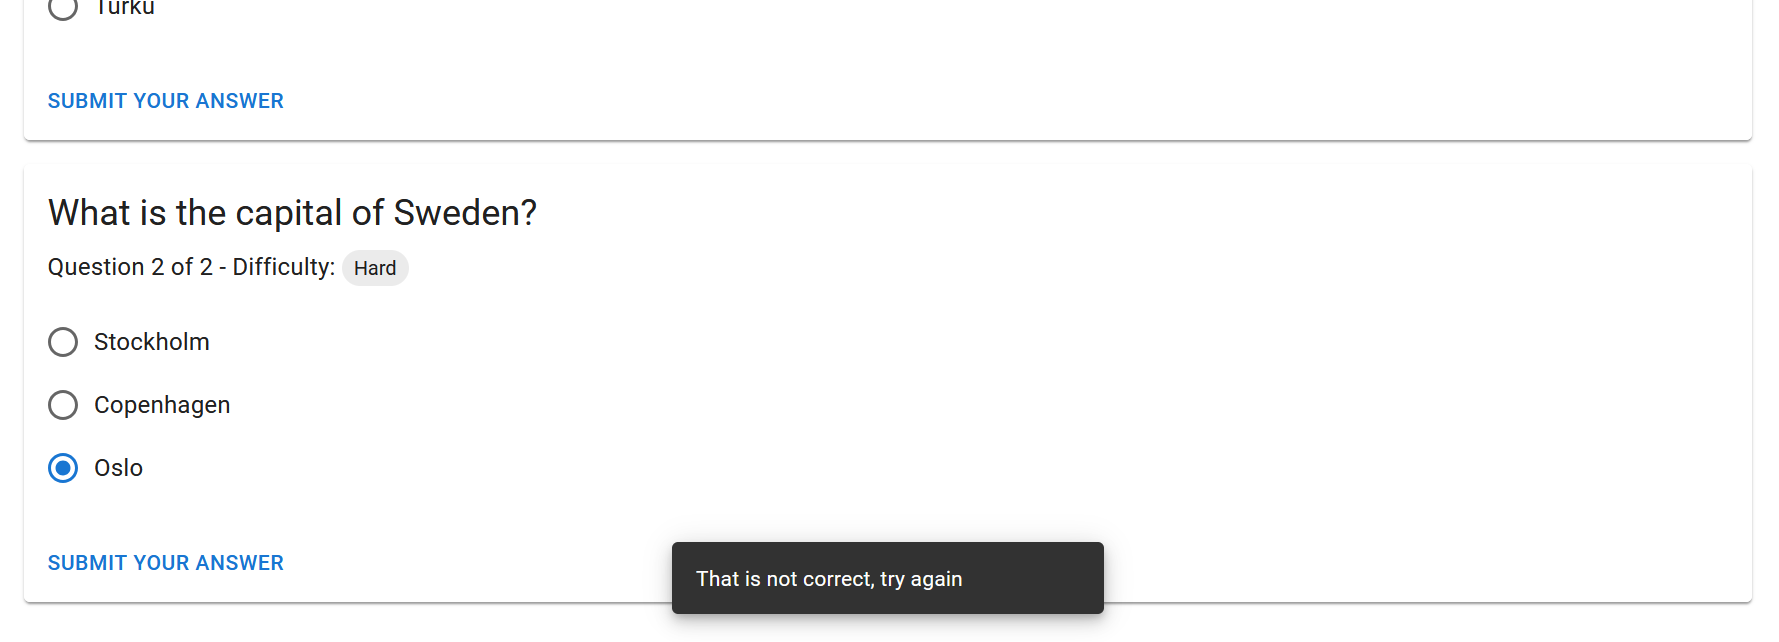 Turku
SUBMIT YOUR ANSWER
What is the capital of Sweden?
Question 2 of 2 - Difficulty: Hard
Stockholm
Copenhagen
Oslo
SUBMIT YOUR ANSWER
That is not correct, try again